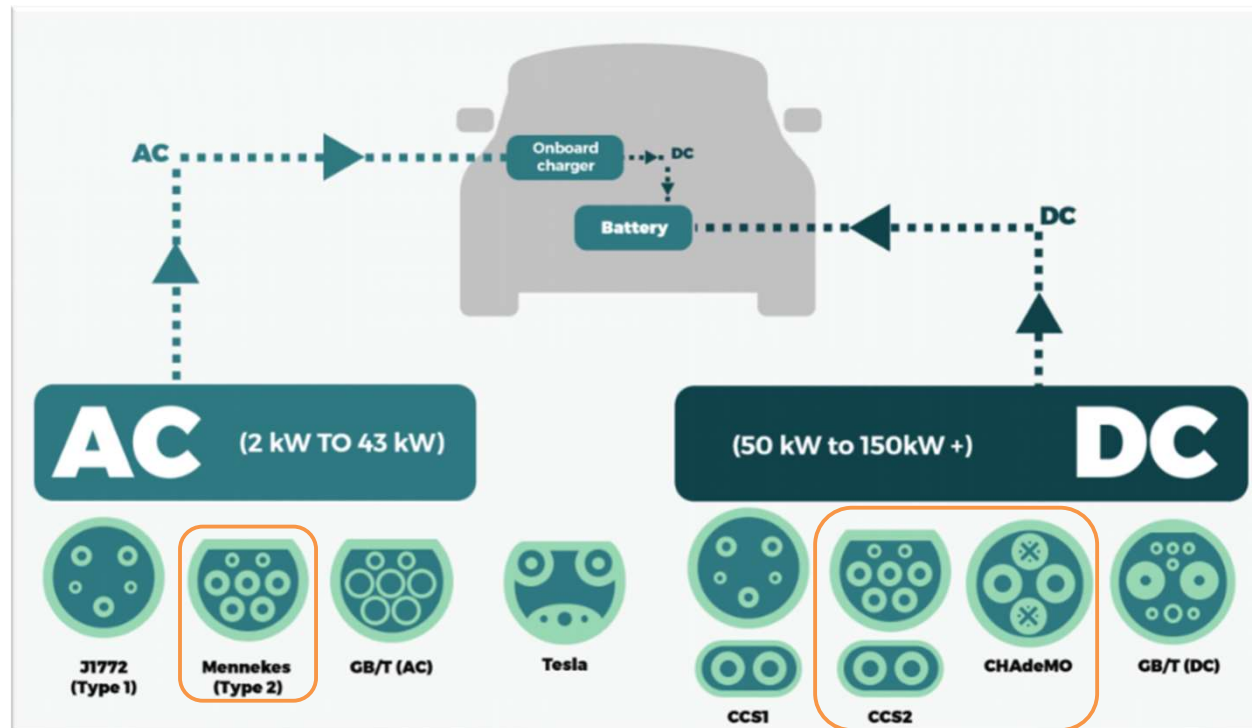 AC
Onboard
charger
DC
Battery
DC
AC
(2 kW TO 43 kW)
(50 kW to 150kW +)
DC
J1772
(Type 1)
Mennekes
(Type 2)
GB/T (AC)
Tesla
CCS1
CCS2
CHAdeMO
GB/T (DC)